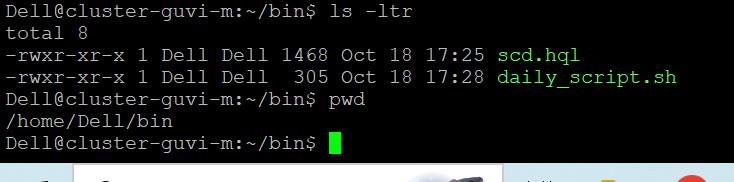 Dell@cluster-guvi-m:~/bin$ ls -ltr
total 8
-rwxr-xr-x 1 Dell Dell 1468 Oct 18 17:25 scd.hql
-rwxr-xr-x 1 Dell Dell  305 Oct 18 17:28 daily_script.sh
Dell@cluster-guvi-m:~/bin$ pwd
/home/Dell/bin
Dell@cluster-guvi-m:~/bin$